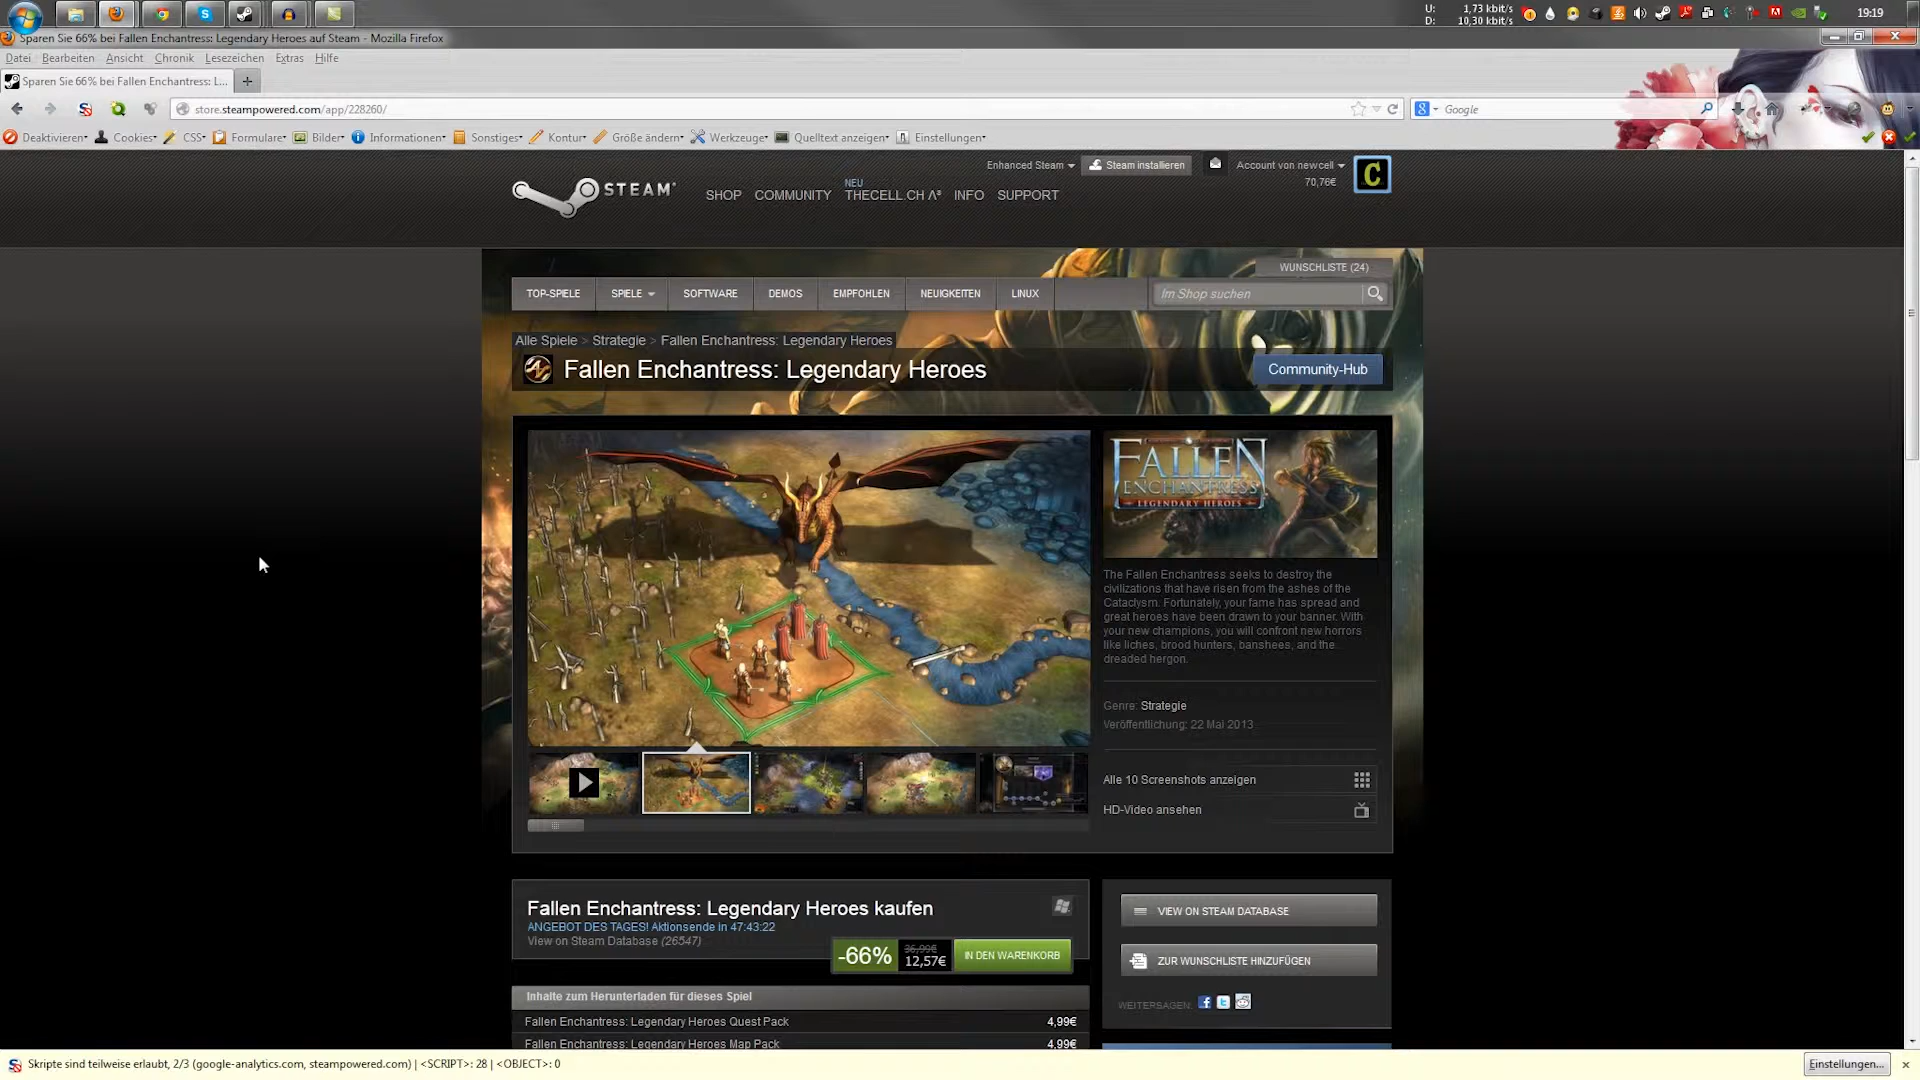 U: 1,73 kbit/s
D: 10,30 kbit/s
19:19
Sparen Sie 66% bei Fallen Enchantress: Legendary Heroes auf Steam - Mozilla Firefox
Datei Bearbeiten Ansicht Chronik Lesezeichen Extras Hilfe
Sparen Sie 66% bei Fallen Enchantress: L...
store.steampowered.com/app/228260/
Google
Deaktivieren Cookies CSS Formulare Bilder Informationen Sonstiges Kontur Größe ändern Werkzeuge Quelltext anzeigen Einstellungen
Enhanced Steam Steam installieren Account von newcell
70,76€
C
STEAM
NEU
SHOP COMMUNITY THECELL.CH Λ³ INFO SUPPORT
WUNSCHLISTE (24)
TOP-SPIELE SPIELE SOFTWARE DEMOS EMPFOHLEN NEUIGKEITEN LINUX
Im Shop suchen
Alle Spiele > Strategie > Fallen Enchantress: Legendary Heroes
Fallen Enchantress: Legendary Heroes
Community-Hub
FALLEN
ENCHANTRESS
LEGENDARY HEROES
The Fallen Enchantress seeks to destroy the
civilizations that have risen from the ashes of the
Cataclysm. Fortunately, your fame has spread and
great heroes have been drawn to your banner. With
your new champions, you will confront new horrors
like liches, brood hunters, banshees, and the
dreaded hergon.
Genre: Strategie
Veröffentlichung: 22 Mai 2013
Alle 10 Screenshots anzeigen
HD-Video ansehen
Fallen Enchantress: Legendary Heroes kaufen
ANGEBOT DES TAGES! Aktionsende in 47:43:22
View on Steam Database (26547)
-66%
36,99€
12,57€
IN DEN WARENKORB
Inhalte zum Herunterladen für dieses Spiel
Fallen Enchantress: Legendary Heroes Quest Pack 4,99€
Fallen Enchantress: Legendary Heroes Map Pack 4,99€
VIEW ON STEAM DATABASE
ZUR WUNSCHLISTE HINZUFÜGEN
WEITERSAGEN:
Skripte sind teilweise erlaubt, 2/3 (google-analytics.com, steampowered.com) | <SCRIPT>: 28 | <OBJECT>: 0
Einstellungen...